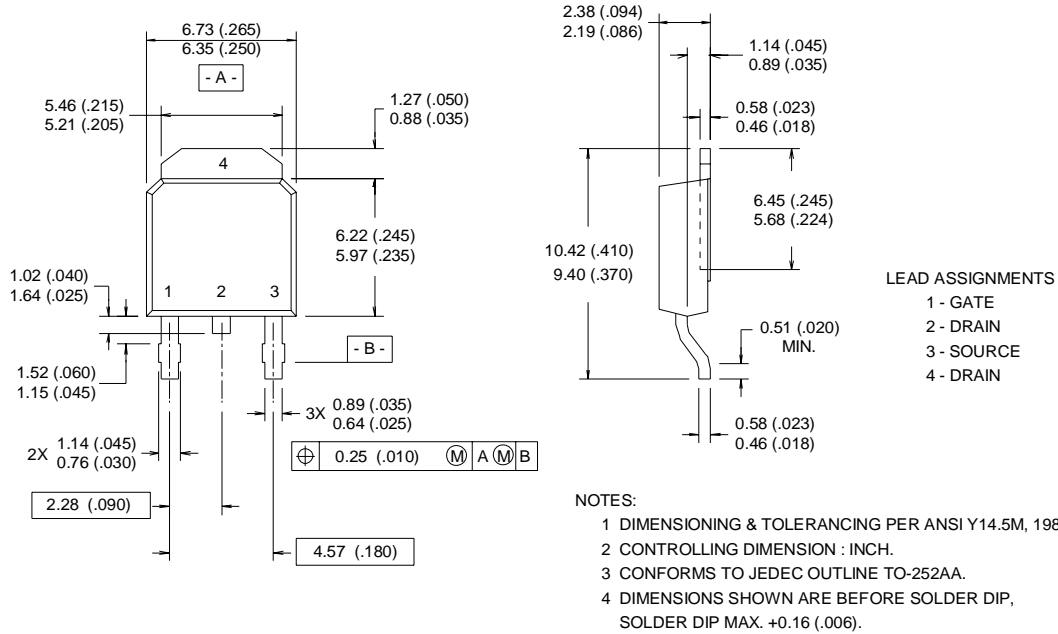 6.73 (.265)
6.35 (.250)
- A -
5.46 (.215)
5.21 (.205)
1.27 (.050)
0.88 (.035)
4
6.22 (.245)
5.97 (.235)
1.02 (.040)
1.64 (.025)
1 2 3
- B -
1.52 (.060)
1.15 (.045)
3X 0.89 (.035)
0.64 (.025)
2X 1.14 (.045)
0.76 (.030)
0.25 (.010) Ⓜ A Ⓜ B
2.28 (.090)
4.57 (.180)
2.38 (.094)
2.19 (.086)
1.14 (.045)
0.89 (.035)
0.58 (.023)
0.46 (.018)
6.45 (.245)
5.68 (.224)
10.42 (.410)
9.40 (.370)
0.51 (.020)
MIN.
0.58 (.023)
0.46 (.018)
LEAD ASSIGNMENTS
1 - GATE
2 - DRAIN
3 - SOURCE
4 - DRAIN
NOTES:
1 DIMENSIONING & TOLERANCING PER ANSI Y14.5M, 198
2 CONTROLLING DIMENSION : INCH.
3 CONFORMS TO JEDEC OUTLINE TO-252AA.
4 DIMENSIONS SHOWN ARE BEFORE SOLDER DIP,
SOLDER DIP MAX. +0.16 (.006).